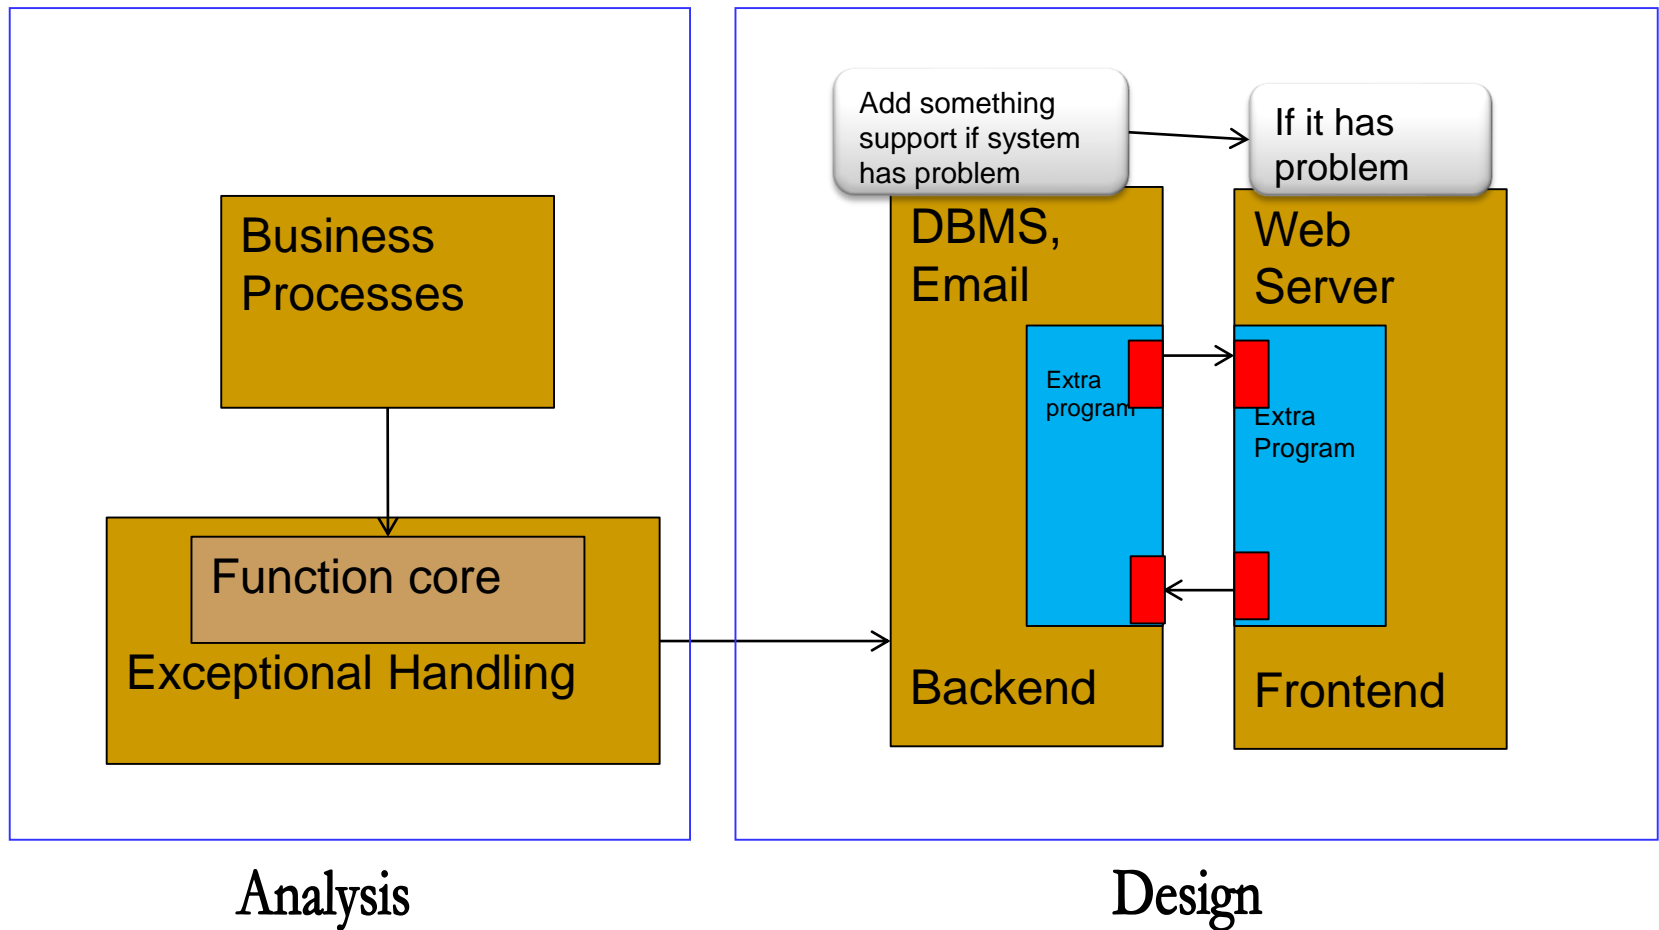 Business
Processes
Function core
Exceptional Handling
Analysis
Add something
support if system
has problem
If it has
problem
DBMS,
Email
Extra
program
Backend
Web
Server
Extra
Program
Frontend
Design